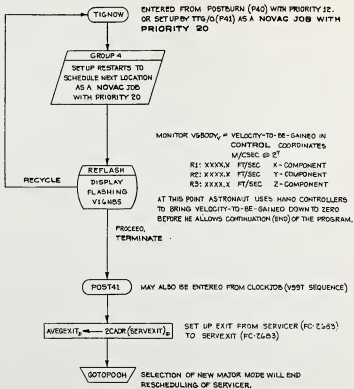 TIGNOW
ENTERED FROM POSTBURN (P40) WITH PRIORITY 12.
OR SET UP BY TTG/0 (P41) AS A NOVAC JOB WITH
PRIORITY 20
GROUP 4
SET UP RESTARTS TO
SCHEDULE NEXT LOCATION
AS A NOVAC JOB
WITH PRIORITY 20
MONITOR VGBODY, = VELOCITY-TO-BE-GAINED IN
CONTROL COORDINATES
M/CSEC @ 2⁷
R1: XXXX.X FT/SEC X-COMPONENT
R2: XXXX.X FT/SEC Y-COMPONENT
R3: XXXX.X FT/SEC Z-COMPONENT
RECYCLE
REFLASH
DISPLAY
FLASHING
V16N85
AT THIS POINT ASTRONAUT USES HAND CONTROLLERS
TO BRING VELOCITY-TO-BE-GAINED DOWN TO ZERO
BEFORE HE ALLOWS CONTINUATION (END) OF THE PROGRAM.
PROCEED,
TERMINATE
POST41
MAY ALSO BE ENTERED FROM CLOCKJOB (V99T SEQUENCE)
AVEGEXIT ← 2CADR (SERVEXIT)
SET UP EXIT FROM SERVICER (FC-2683)
TO SERVEXIT (FC-2683)
GOTOPOOH
SELECTION OF NEW MAJOR MODE WILL END
RESCHEDULING OF SERVICER.